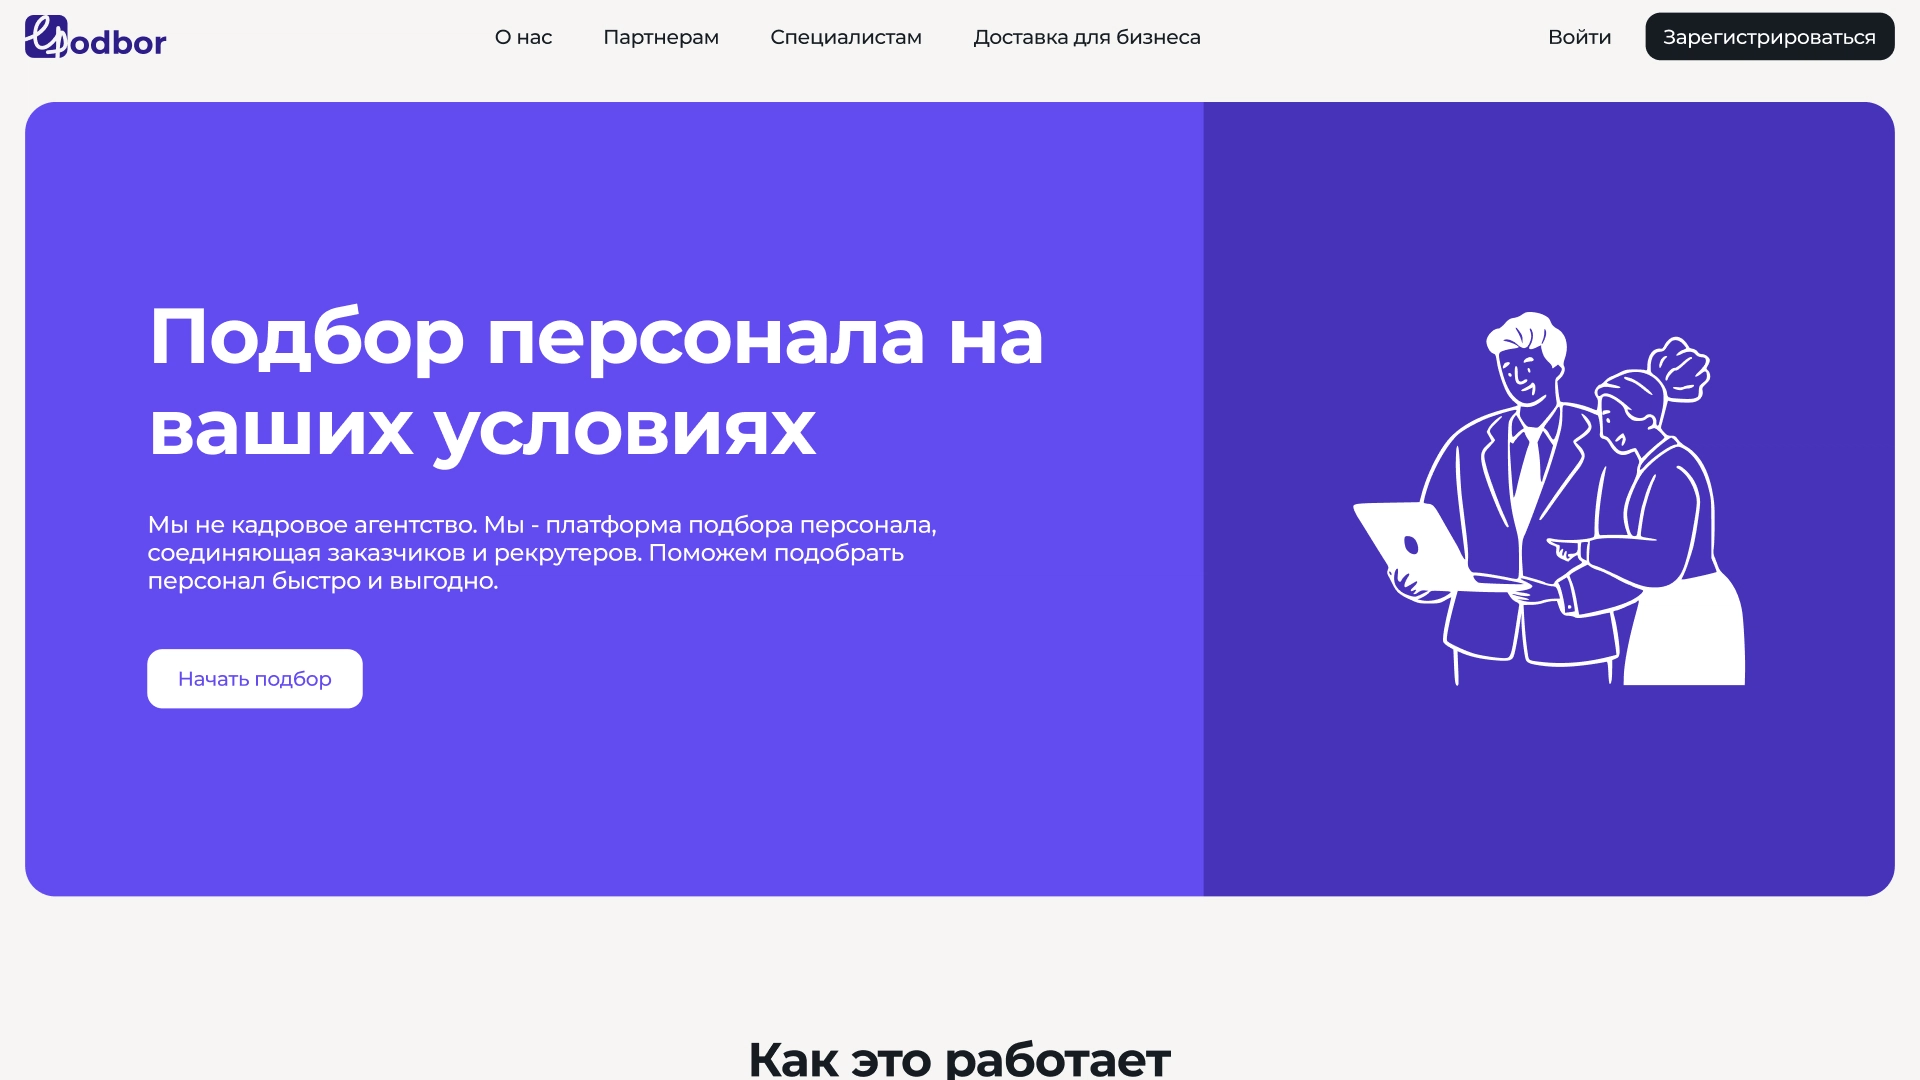 Podbor
О нас
Партнерам
Специалистам
Доставка для бизнеса
Войти
Зарегистрироваться
Подбор персонала на
ваших условиях
Мы не кадровое агентство. Мы - платформа подбора персонала,
соединяющая заказчиков и рекрутеров. Поможем подобрать
персонал быстро и выгодно.
Начать подбор
Как это работает